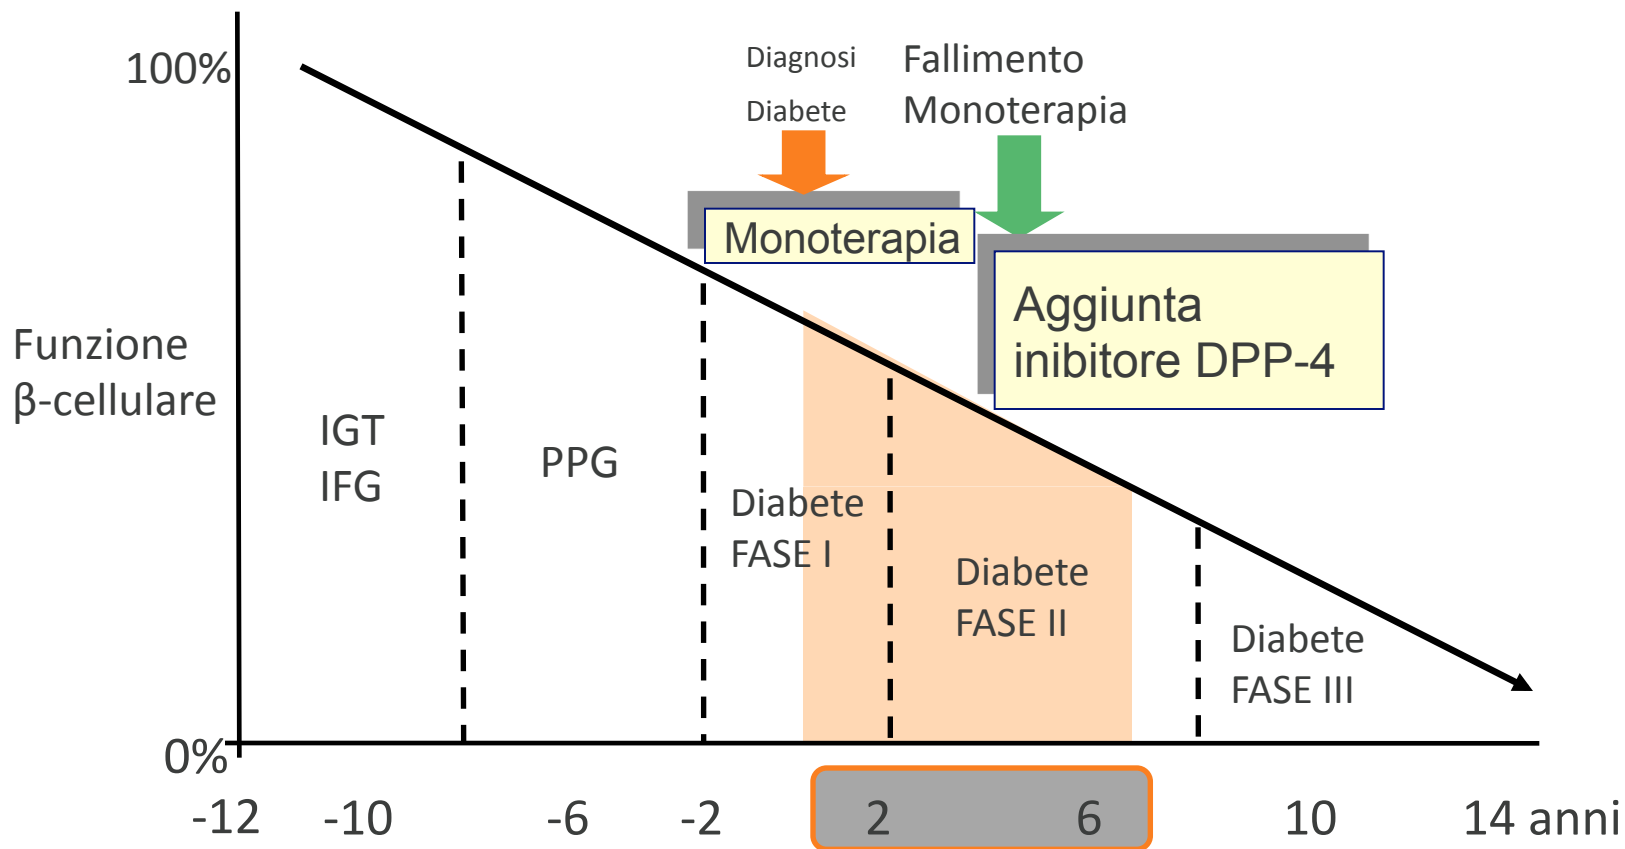 100%
Diagnosi
Diabete
Fallimento
Monoterapia
Monoterapia
Aggiunta
inibitore DPP-4
Funzione
β-cellulare
IGT
IFG
PPG
Diabete
FASE I
Diabete
FASE II
Diabete
FASE III
0%
-12 -10 -6 -2 2 6 10 14 anni